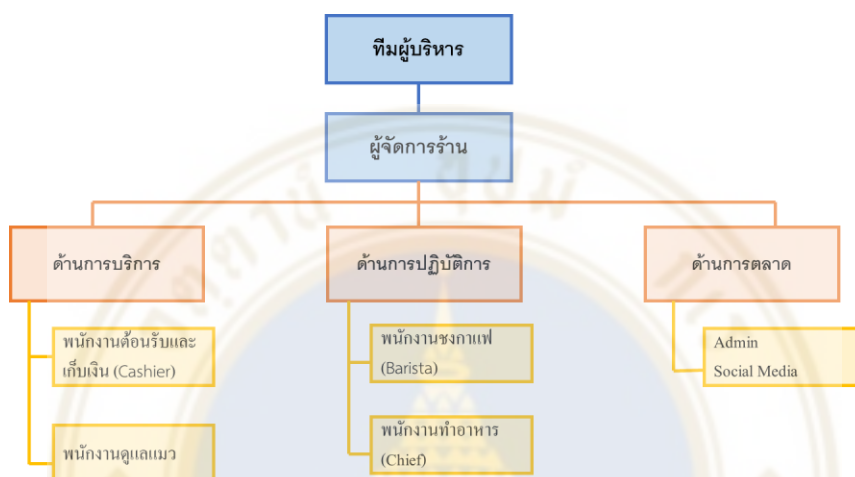 ทีมผู้บริหาร
ผู้จัดการร้าน
ด้านการบริการ
ด้านการปฏิบัติการ
ด้านการตลาด
พนักงานต้อนรับและ
เก็บเงิน (Cashier)
พนักงานดูแลแมว
พนักงานชงกาแฟ
(Barista)
พนักงานทำอาหาร
(Chief)
Admin
Social Media